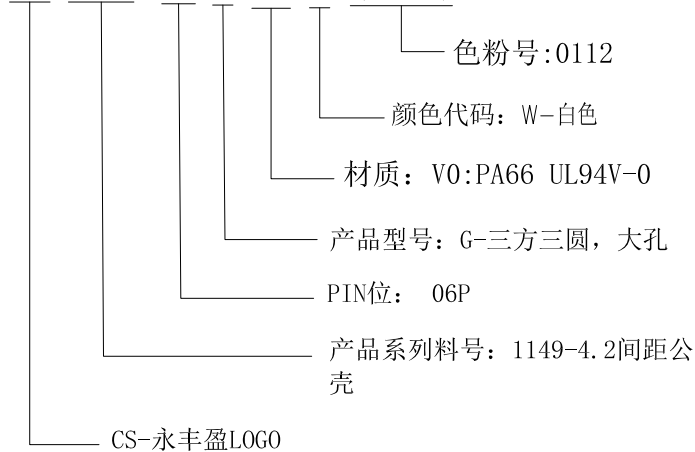 色粉号:0112
颜色代码：W-白色
材质：V0:PA66 UL94V-0
产品型号：G-三方三圆，大孔
PIN位： 06P
产品系列料号：1149-4.2间距公
壳
CS-永丰盈LOGO